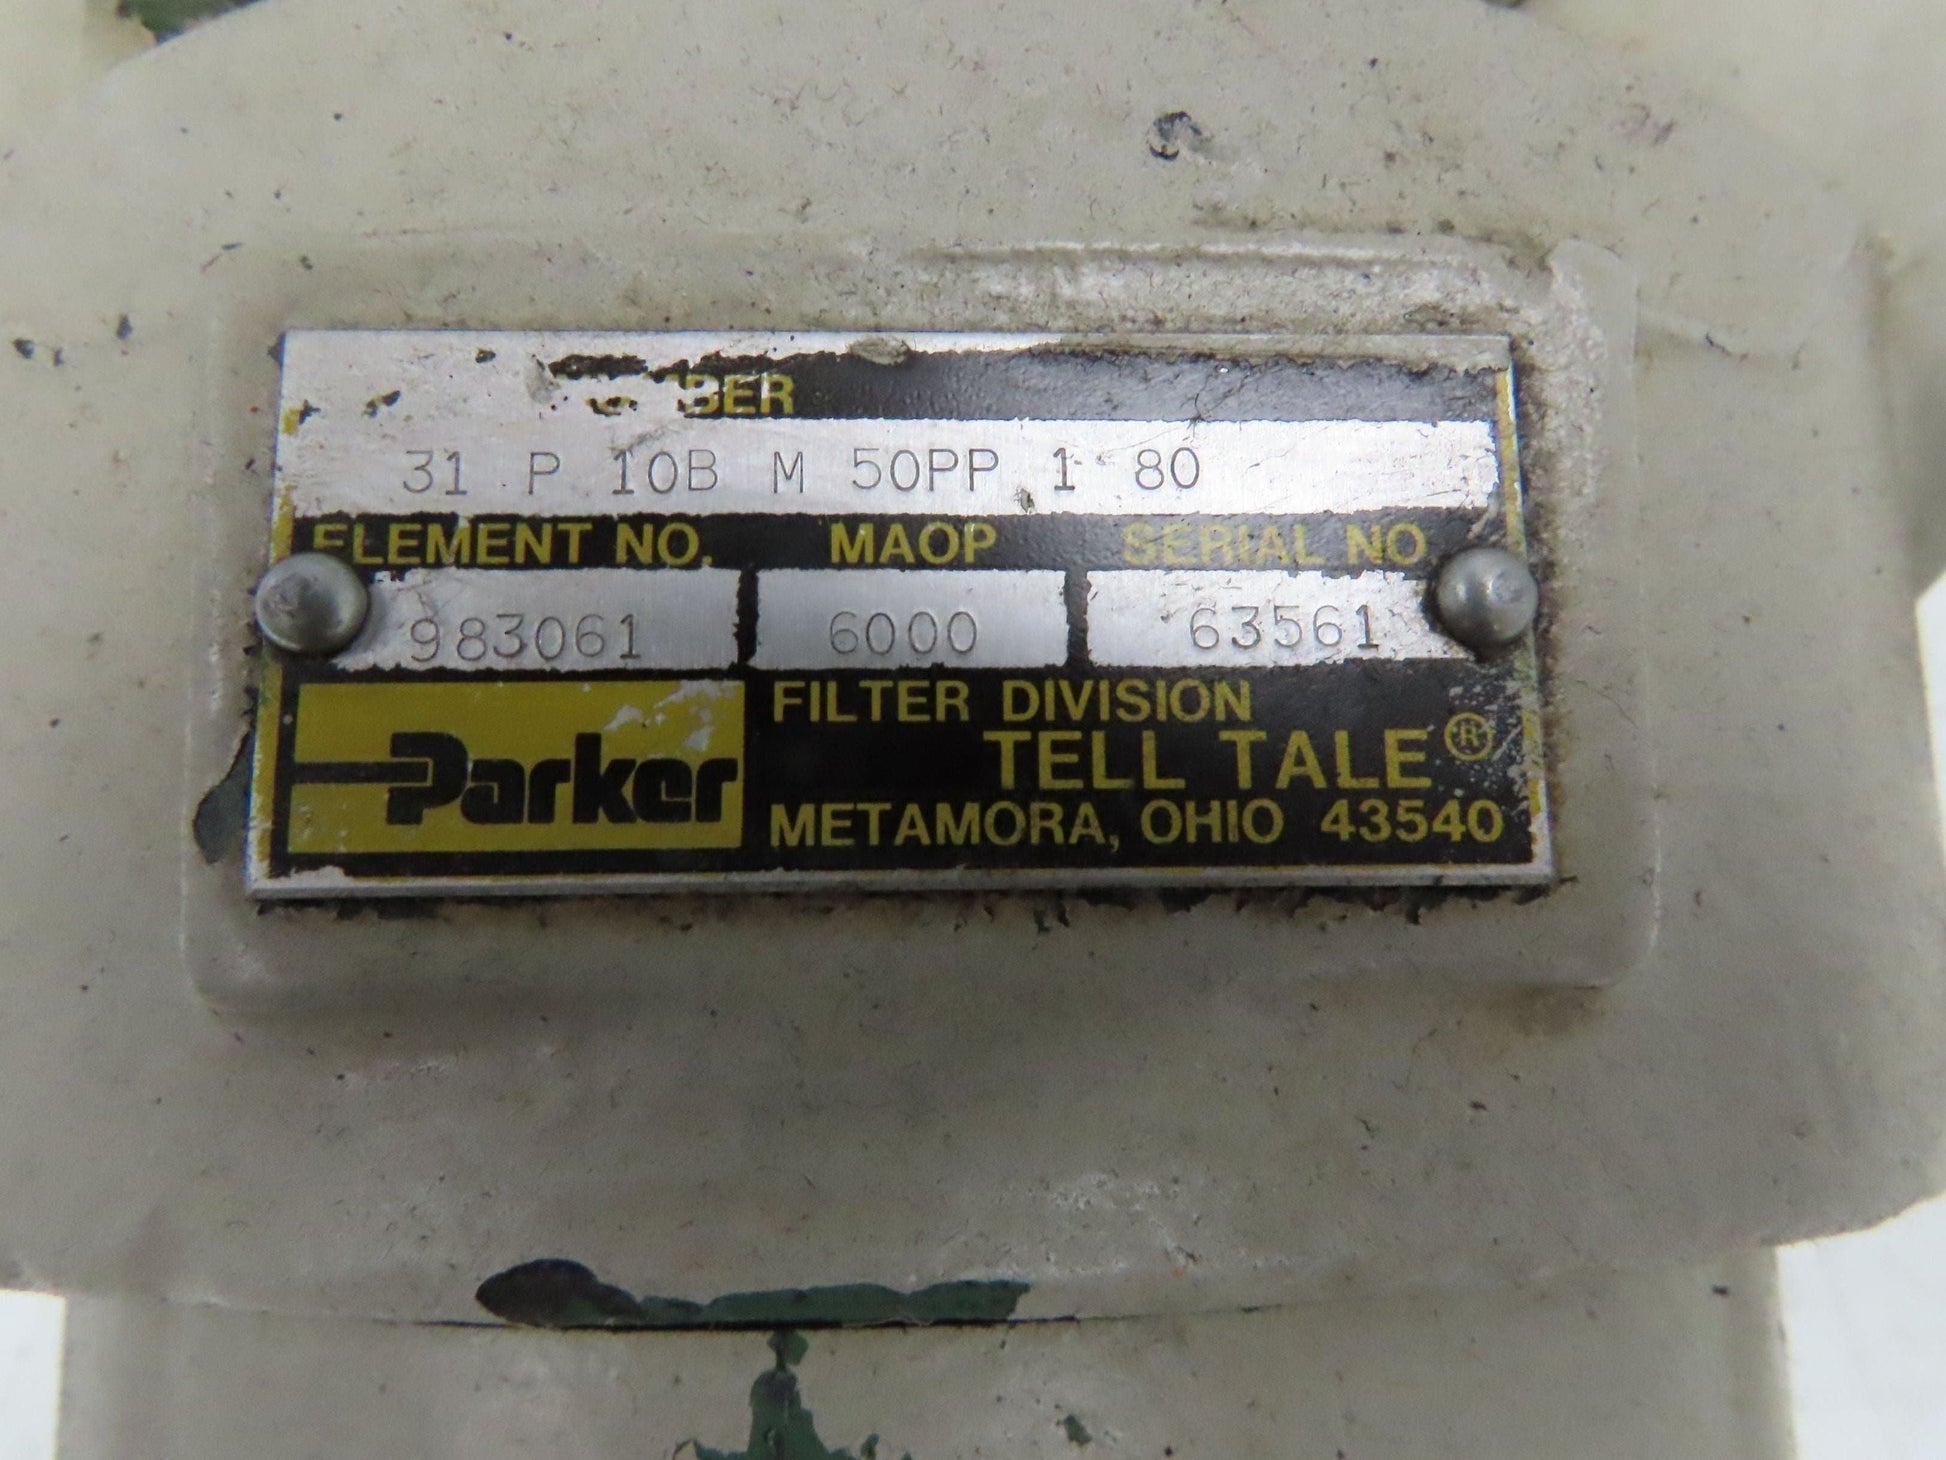 31 P 10B M 50PP 1 80
ELEMENT NO. MAOP SERIAL NO
983061 6000 63561
Parker
FILTER DIVISION
TELL TALE®
METAMORA, OHIO 43540